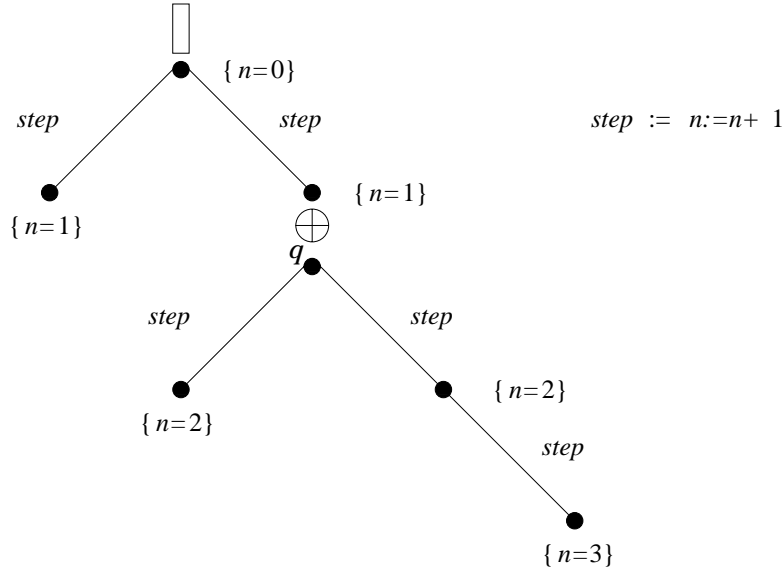 { n=0}
step step step := n:=n+ 1
{ n=1}
{ n=1}
q
step step
{ n=2}
{ n=2}
step
{ n=3}